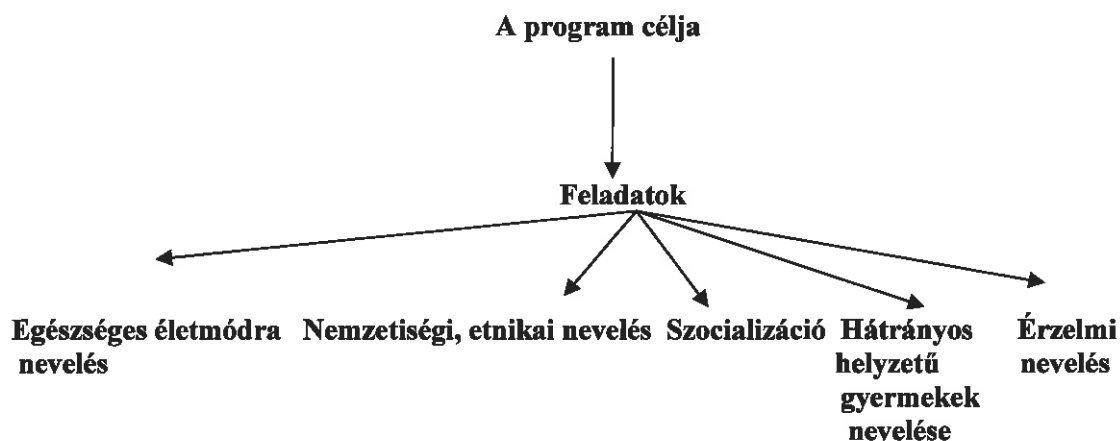 A program célja
Feladatok
Egészséges életmódra
nevelés
Nemzetiségi, etnikai nevelés
Szocializáció
Hátrányos
helyzetű
gyermekek
nevelése
Érzelmi
nevelés